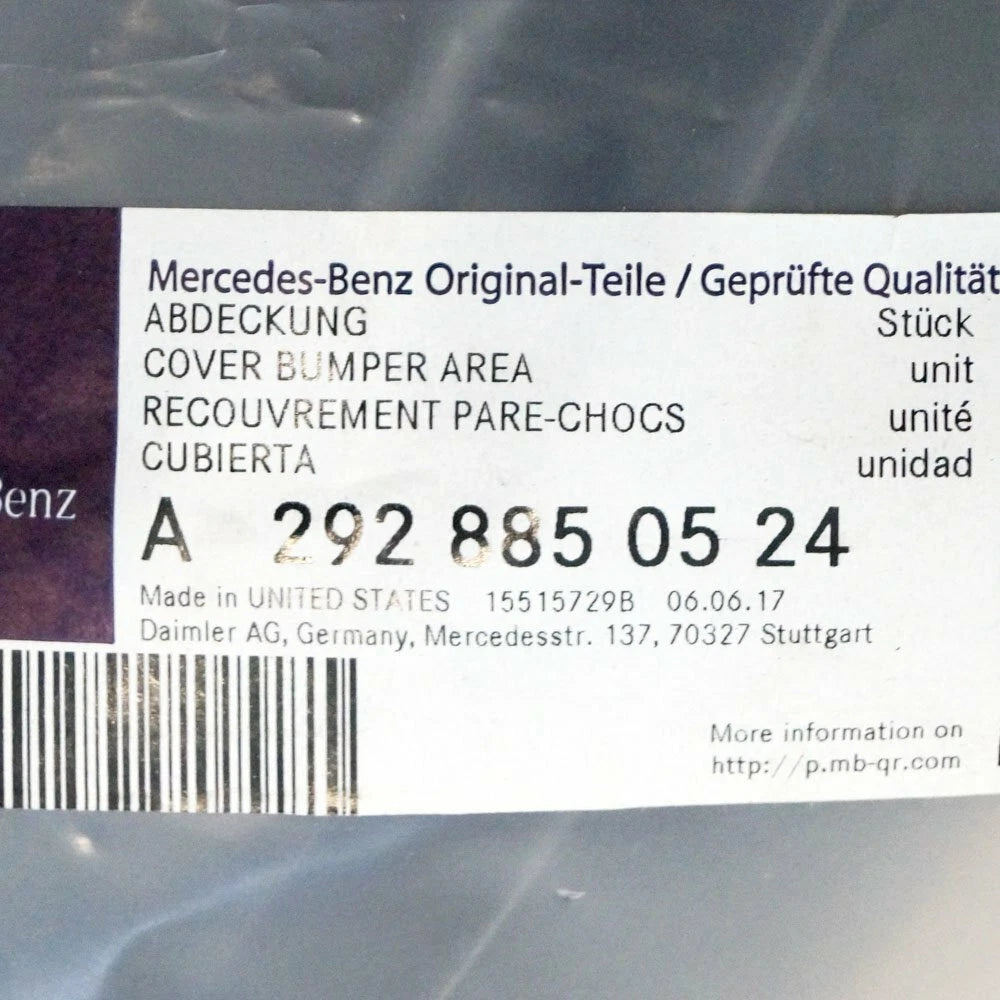 Mercedes-Benz Original-Teile / Geprüfte Qualität
ABDECKUNG Stück
COVER BUMPER AREA unit
RECOUVREMENT PARE-CHOCS unité
CUBIERTA unidad
Benz
A 292 885 05 24
Made in UNITED STATES 15515729B 06.06.17
Daimler AG, Germany, Mercedesstr. 137, 70327 Stuttgart
More information on
http://p.mb-qr.com